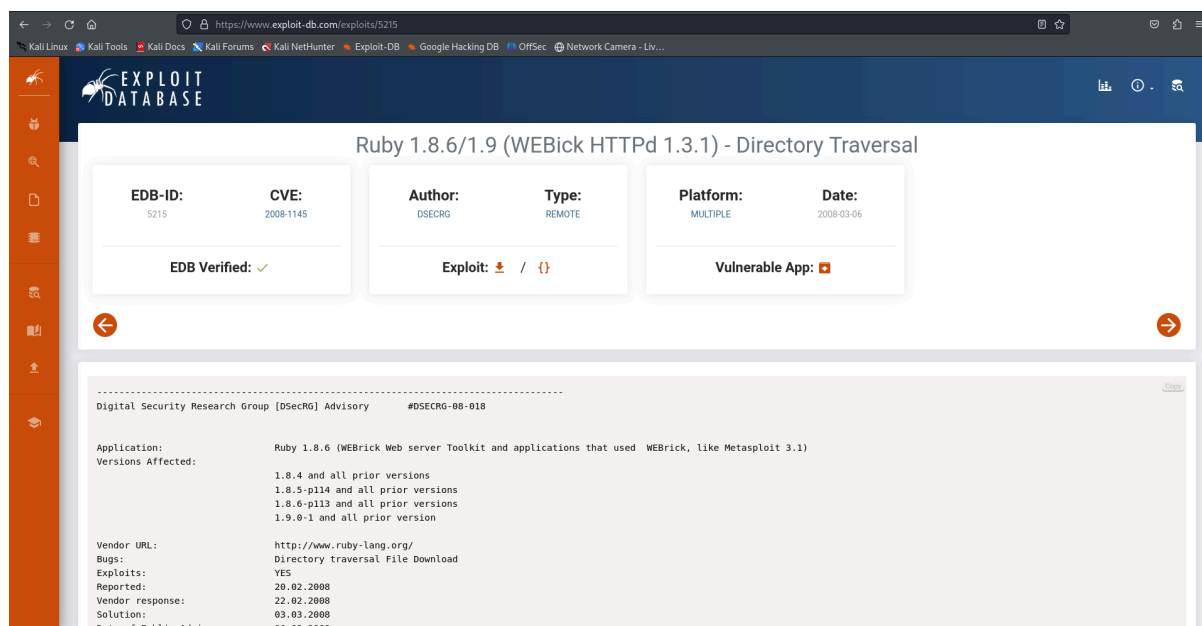 https://www.exploit-db.com/exploits/5215
Kali Linux Kali Tools Kali Docs Kali Forums Kali NetHunter Exploit-DB Google Hacking DB OffSec Network Camera - Liv...
EXPLOIT
DATABASE
Ruby 1.8.6/1.9 (WEBick HTTPd 1.3.1) - Directory Traversal
EDB-ID: CVE: Author: Type: Platform: Date:
5215 2008-1145 DSECRG REMOTE MULTIPLE 2008-03-06
EDB Verified: Exploit: / {} Vulnerable App:
Copy
--------------------------------------------------------------------------------
Digital Security Research Group [DSecRG] Advisory #DSECRG-08-018
Application: Ruby 1.8.6 (WEBrick Web server Toolkit and applications that used WEBrick, like Metasploit 3.1)
Versions Affected:
1.8.4 and all prior versions
1.8.5-p114 and all prior versions
1.8.6-p113 and all prior versions
1.9.0-1 and all prior version
Vendor URL: http://www.ruby-lang.org/
Bugs: Directory traversal File Download
Exploits: YES
Reported: 20.02.2008
Vendor response: 22.02.2008
Solution: 03.03.2008